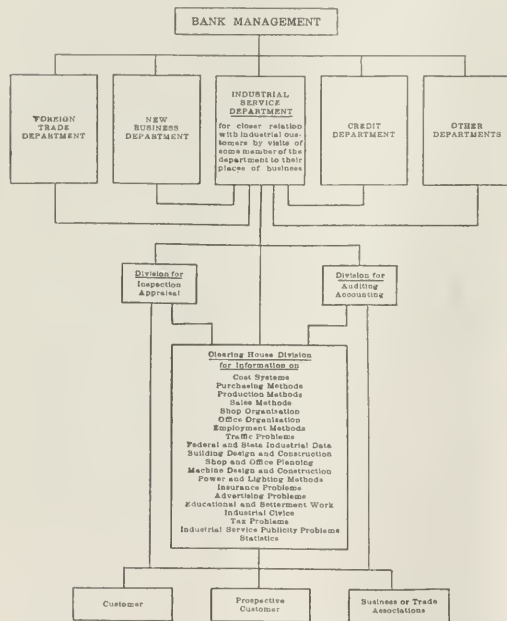 BANK MANAGEMENT
FOREIGN
TRADE
DEPARTMENT
NEW
BUSINESS
DEPARTMENT
INDUSTRIAL
SERVICE
DEPARTMENT
for closer relation
with industrial cus-
tomers by visits of
some member of the
department to their
places of business
CREDIT
DEPARTMENT
OTHER
DEPARTMENTS
Division for
Inspection
Appraisal
Division for
Auditing
Accounting
Clearing House Division
for Information on
Cost Systems
Purchasing Methods
Production Methods
Sales Methods
Shop Organisation
Office Organisation
Employment Methods
Traffic Problems
Federal and State Industrial Data
Building Design and Construction
Shop and Office Planning
Machine Design and Construction
Power and Lighting Methods
Insurance Problems
Advertising Problems
Educational and Betterment Work
Industrial Civics
Tax Problems
Industrial Service Publicity Problems
Statistics
Customer
Prospective
Customer
Business or Trade
Associations